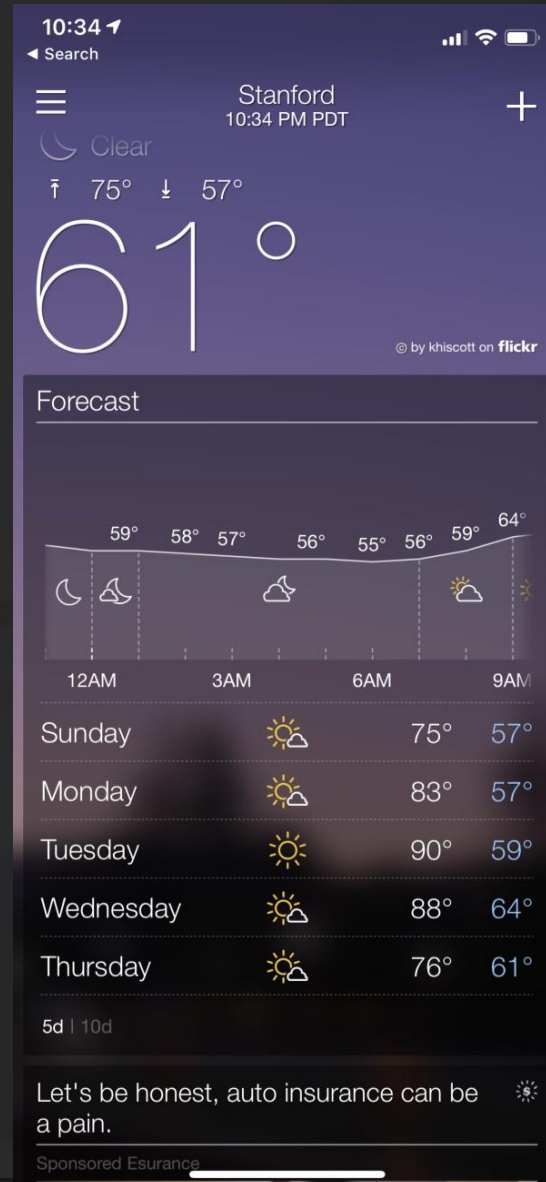 10:34
◀ Search
Stanford
10:34 PM PDT
Clear
75° 57°
61°
© by khiscott on flickr
Forecast
59° 58° 57° 56° 55° 56° 59° 64°
12AM 3AM 6AM 9AM
Sunday 75° 57°
Monday 83° 57°
Tuesday 90° 59°
Wednesday 88° 64°
Thursday 76° 61°
5d | 10d
Let's be honest, auto insurance can be
a pain.
Sponsored Esurance